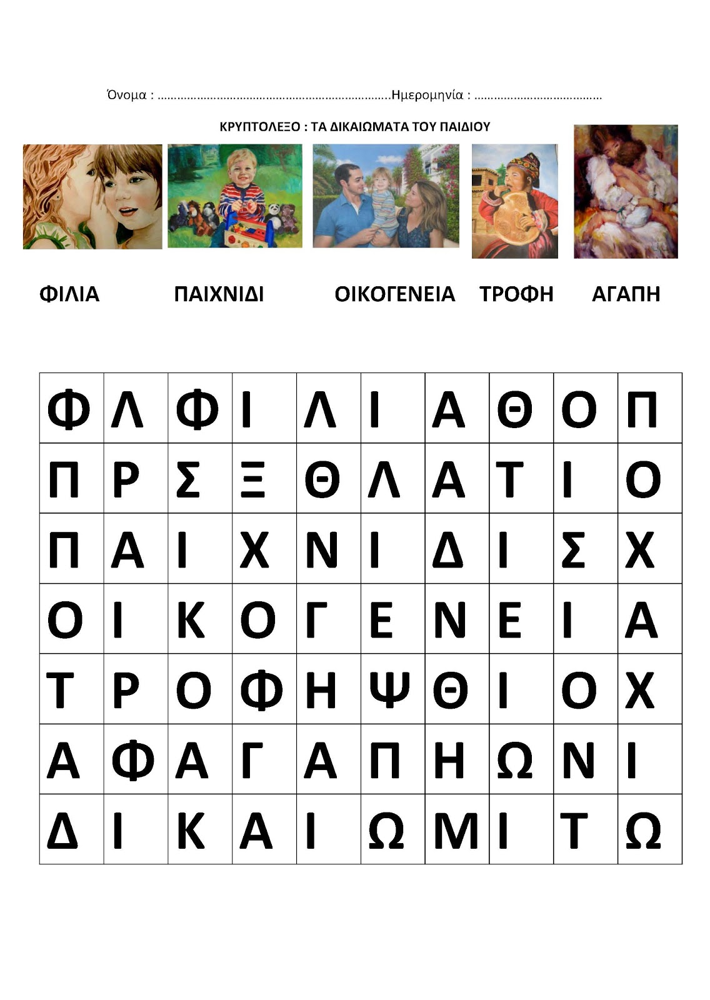 Όνομα : ……………………………………………………………..Ημερομηνία : …………………………………
ΚΡΥΠΤΟΛΕΞΟ : ΤΑ ΔΙΚΑΙΩΜΑΤΑ ΤΟΥ ΠΑΙΔΙΟΥ
ΦΙΛΙΑ ΠΑΙΧΝΙΔΙ ΟΙΚΟΓΕΝΕΙΑ ΤΡΟΦΗ ΑΓΑΠΗ
Φ Λ Φ Ι Λ Ι Α Θ Ο Π
Π Ρ Σ Ξ Θ Λ Α Τ Ι Ο
Π Α Ι Χ Ν Ι Δ Ι Σ Χ
Ο Ι Κ Ο Γ Ε Ν Ε Ι Α
Τ Ρ Ο Φ Η Ψ Θ Ι Ο Χ
Α Φ Α Γ Α Π Η Ω Ν Ι
Δ Ι Κ Α Ι Ω Μ Ι Τ Ω